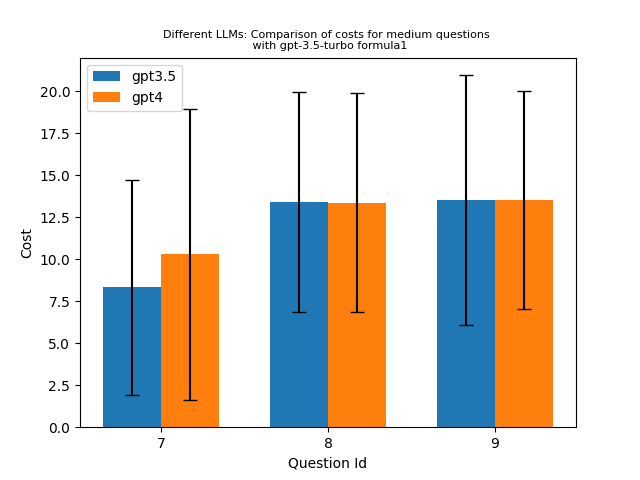 Different LLMs: Comparison of costs for medium questions
with gpt-3.5-turbo formula1
gpt3.5
gpt4
20.0
17.5
15.0
12.5
10.0
7.5
5.0
2.5
0.0
Cost
7 8 9
Question Id